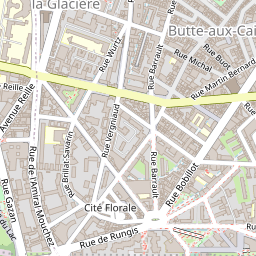 la-Glacière
Butte-aux-Cai
Rue Wurtz
Rue Barrault
Rue Michal
Rue Buot
Rue Martin Bernard
Reille
Avenue Reille
Rue Vergniaud
Rue Brillat-Savarin
Rue de l'Amiral Mouchez
Rue Barrault
Rue Bobillot
Rue Gazan
Cité Florale
Rue de Rungis